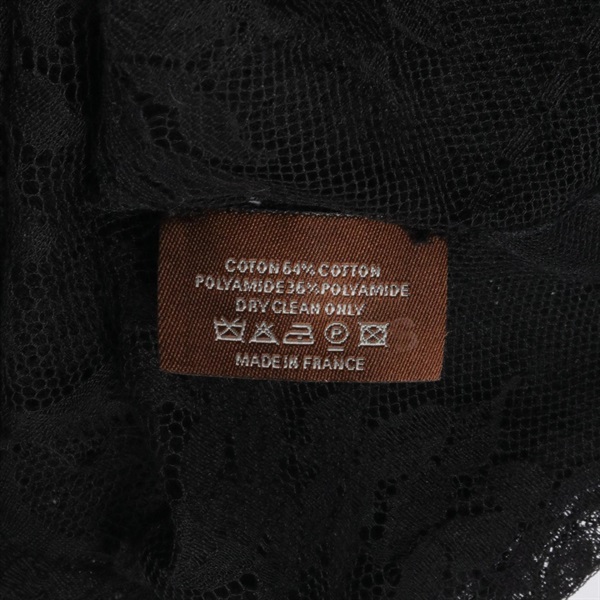 COTON 64% COTTON
POLYAMIDE 36% POLYAMIDE
DRY CLEAN ONLY
P
MADE IN FRANCE